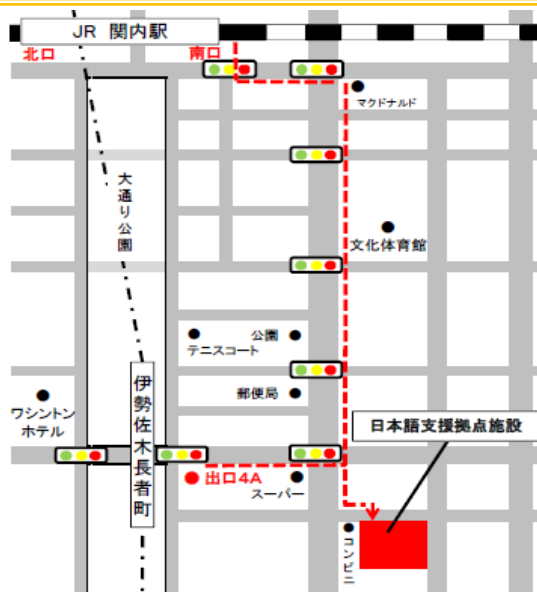 JR 関内駅
北口
南口
マクドナルド
大通り公園
文化体育館
テニスコート
公園
郵便局
ワシントン
ホテル
伊勢佐木長者町
日本語支援拠点施設
出口4A
スーパー
コンビニ